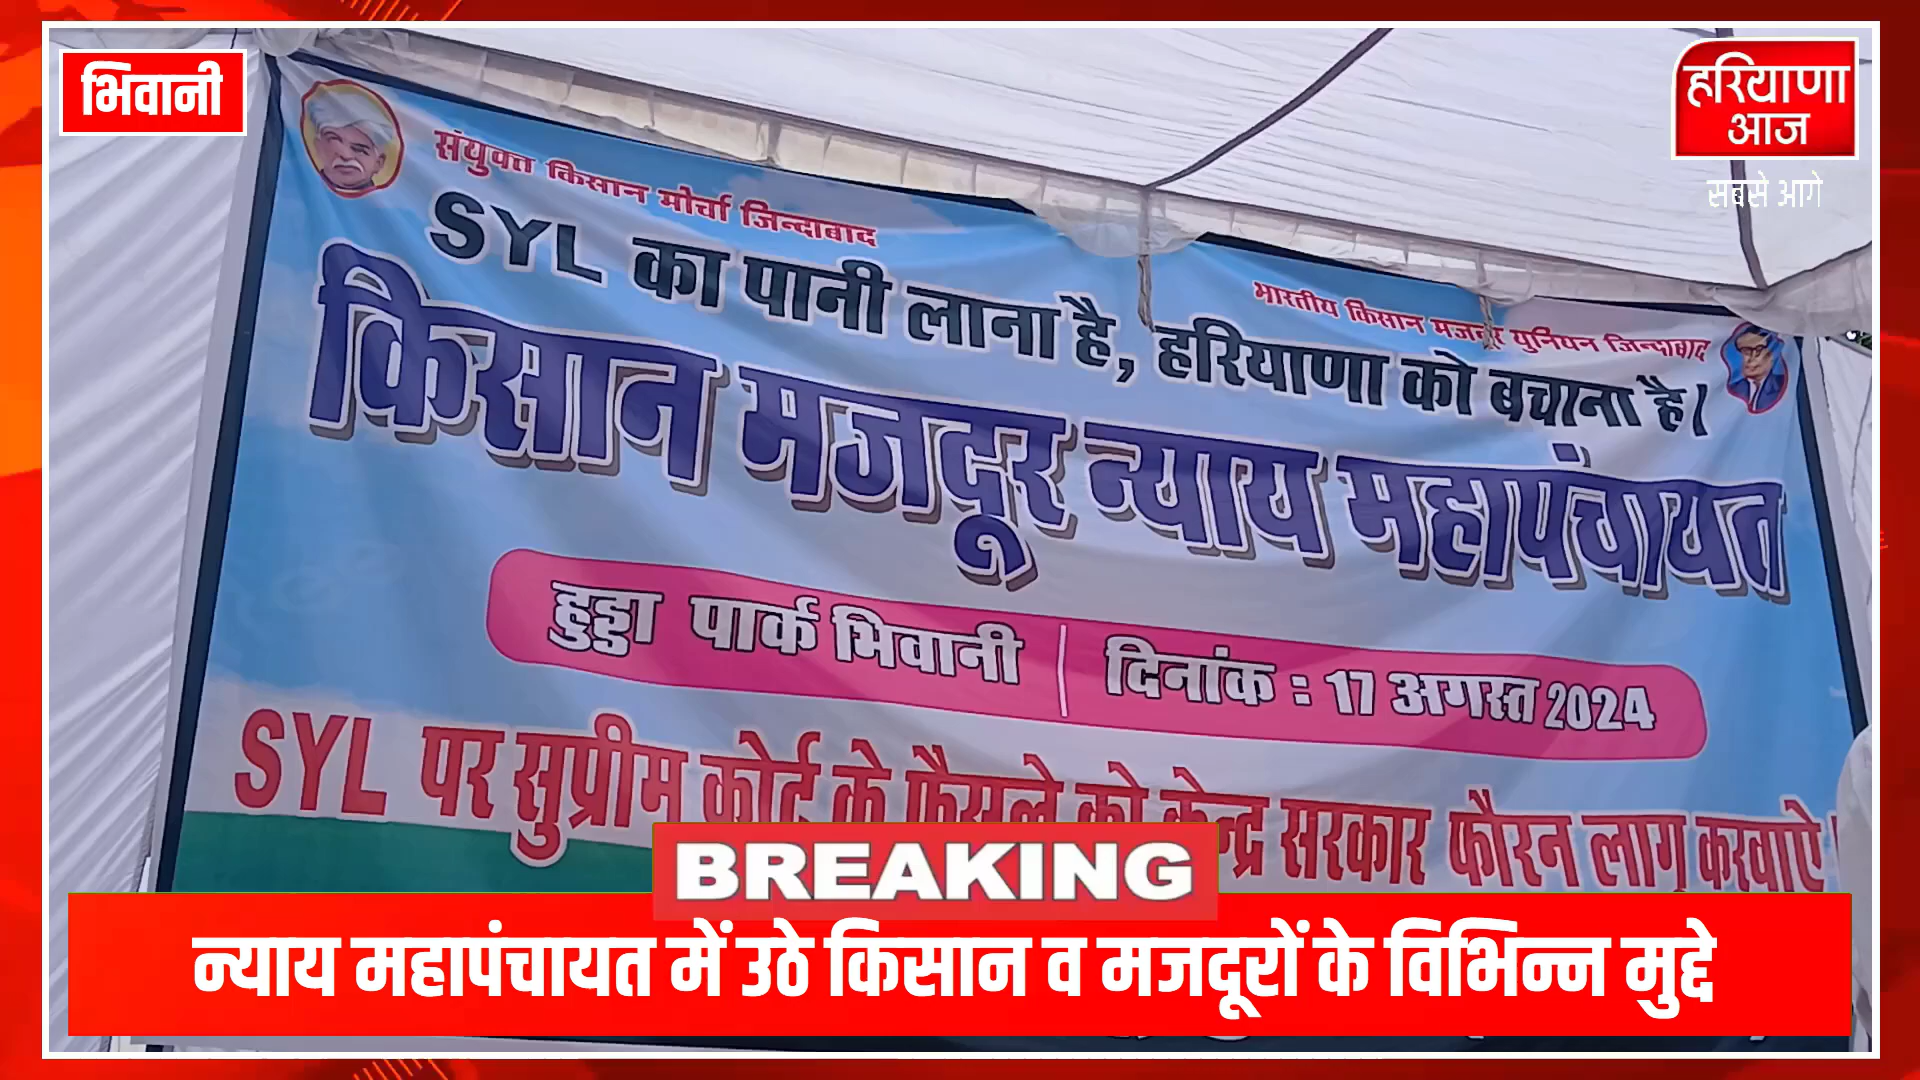 भिवानी
हरियाणा
आज
सबसे आगे
संयुक्त किसान मोर्चा जिन्दाबाद
भारतीय किसान मजदूर युनियन जिन्दाबाद
SYL का पानी लाना है, हरियाणा को बचाना है।
किसान मजदूर न्याय महापंचायत
हुड्डा पार्क भिवानी | दिनांक : 17 अगस्त 2024
SYL पर सुप्रीम कोर्ट के फैसले को केन्द्र सरकार फौरन लागू करवाऐ
BREAKING
न्याय महापंचायत में उठे किसान व मजदूरों के विभिन्न मुद्दे